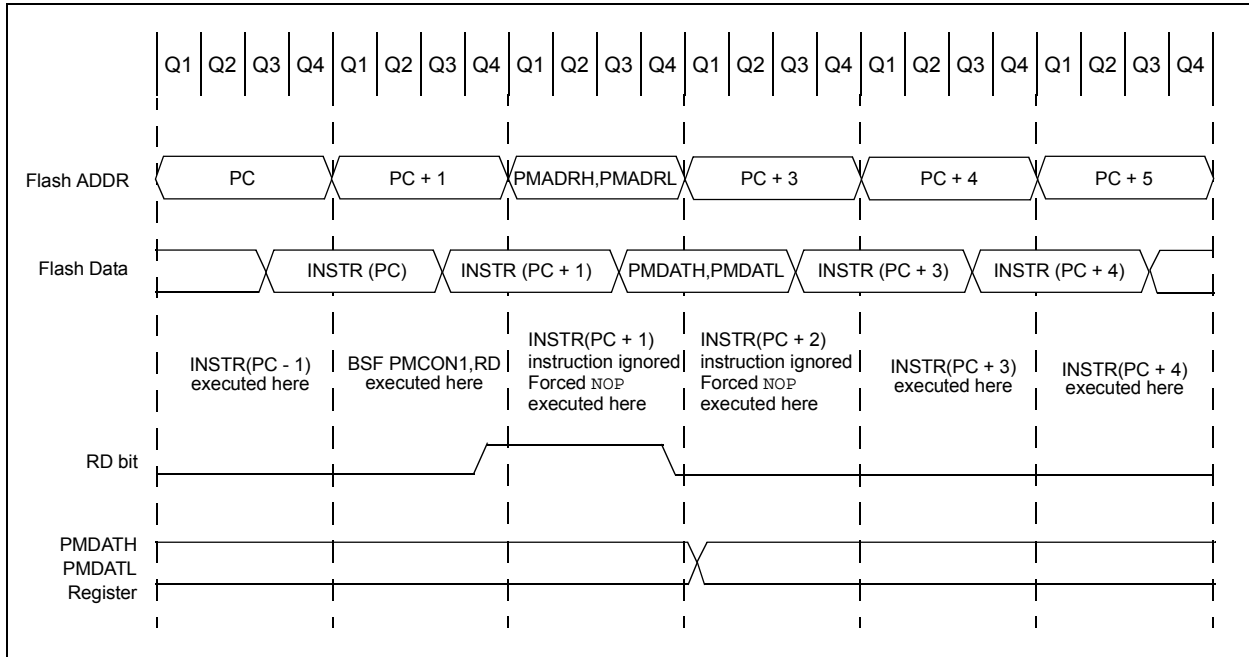 Q1 Q2 Q3 Q4 Q1 Q2 Q3 Q4 Q1 Q2 Q3 Q4 Q1 Q2 Q3 Q4 Q1 Q2 Q3 Q4 Q1 Q2 Q3 Q4
Flash ADDR PC PC + 1 PMADRH,PMADRL PC + 3 PC + 4 PC + 5
Flash Data INSTR (PC) INSTR (PC + 1) PMDATH,PMDATL INSTR (PC + 3) INSTR (PC + 4)
INSTR(PC - 1)
executed here
BSF PMCON1,RD
executed here
INSTR(PC + 1)
instruction ignored
Forced NOP
executed here
INSTR(PC + 2)
instruction ignored
Forced NOP
executed here
INSTR(PC + 3)
executed here
INSTR(PC + 4)
executed here
RD bit
PMDATH
PMDATL
Register